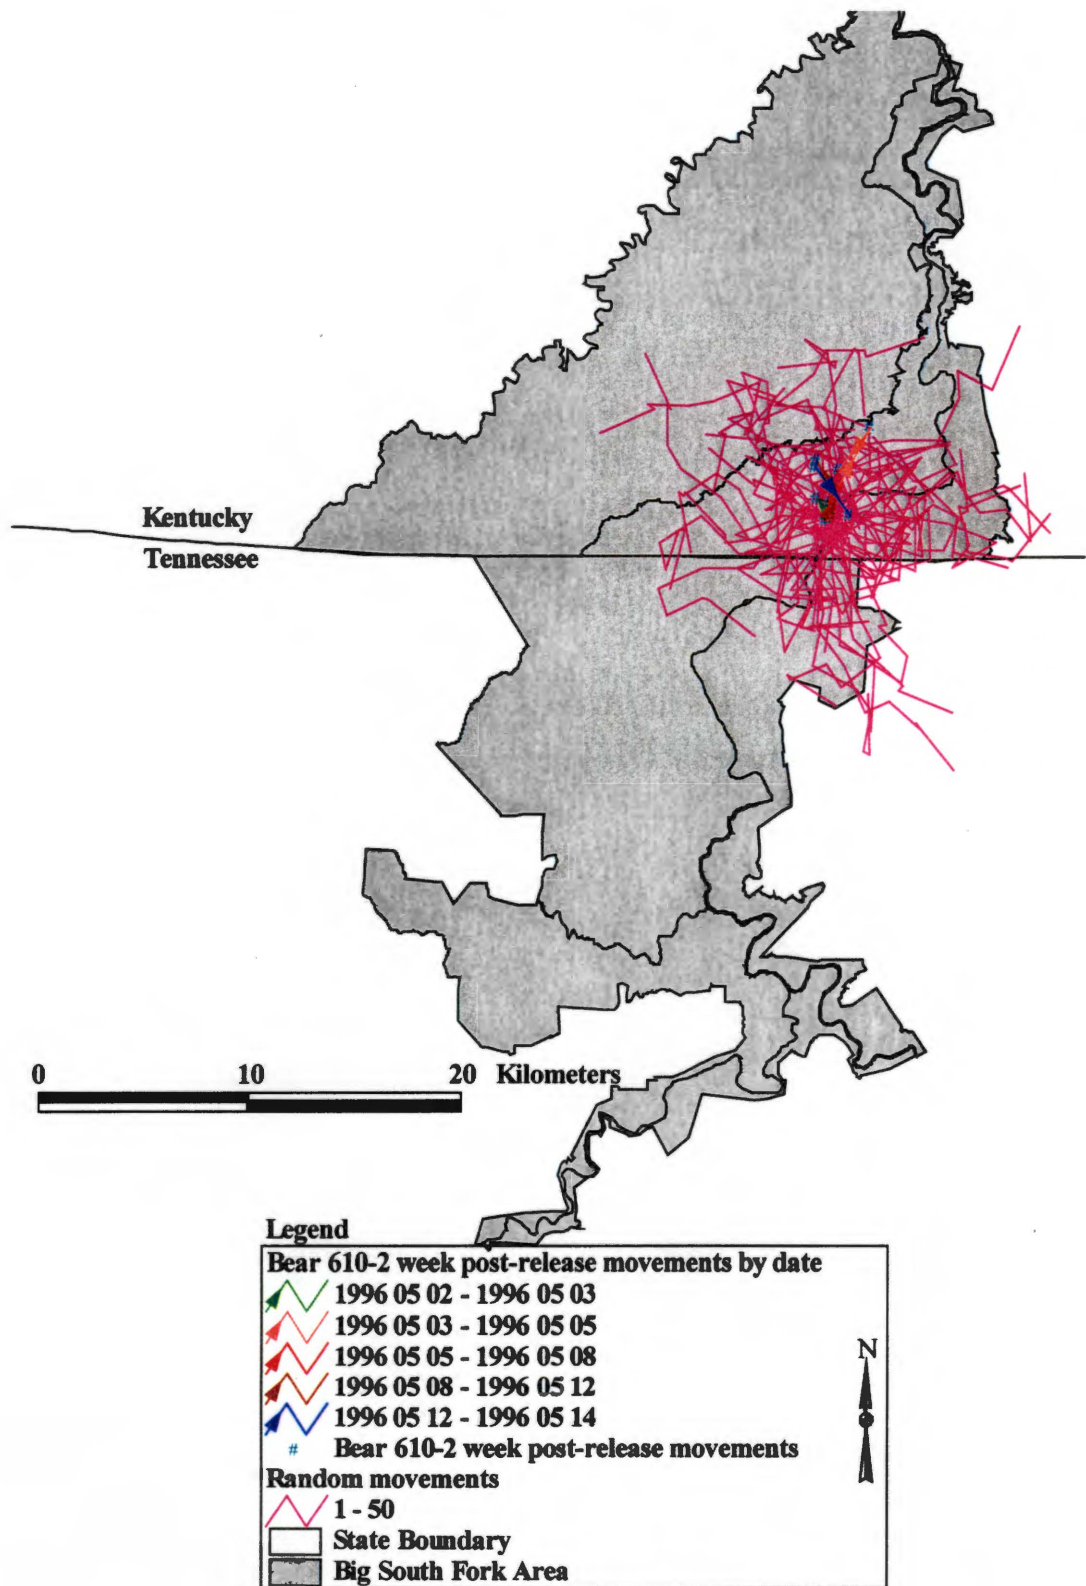 Kentucky
Tennessee
0 10 20 Kilometers
Legend
Bear 610-2 week post-release movements by date
1996 05 02 - 1996 05 03
1996 05 03 - 1996 05 05
1996 05 05 - 1996 05 08
1996 05 08 - 1996 05 12
1996 05 12 - 1996 05 14
# Bear 610-2 week post-release movements
N
Random movements
1 - 50
State Boundary
Big South Fork Area